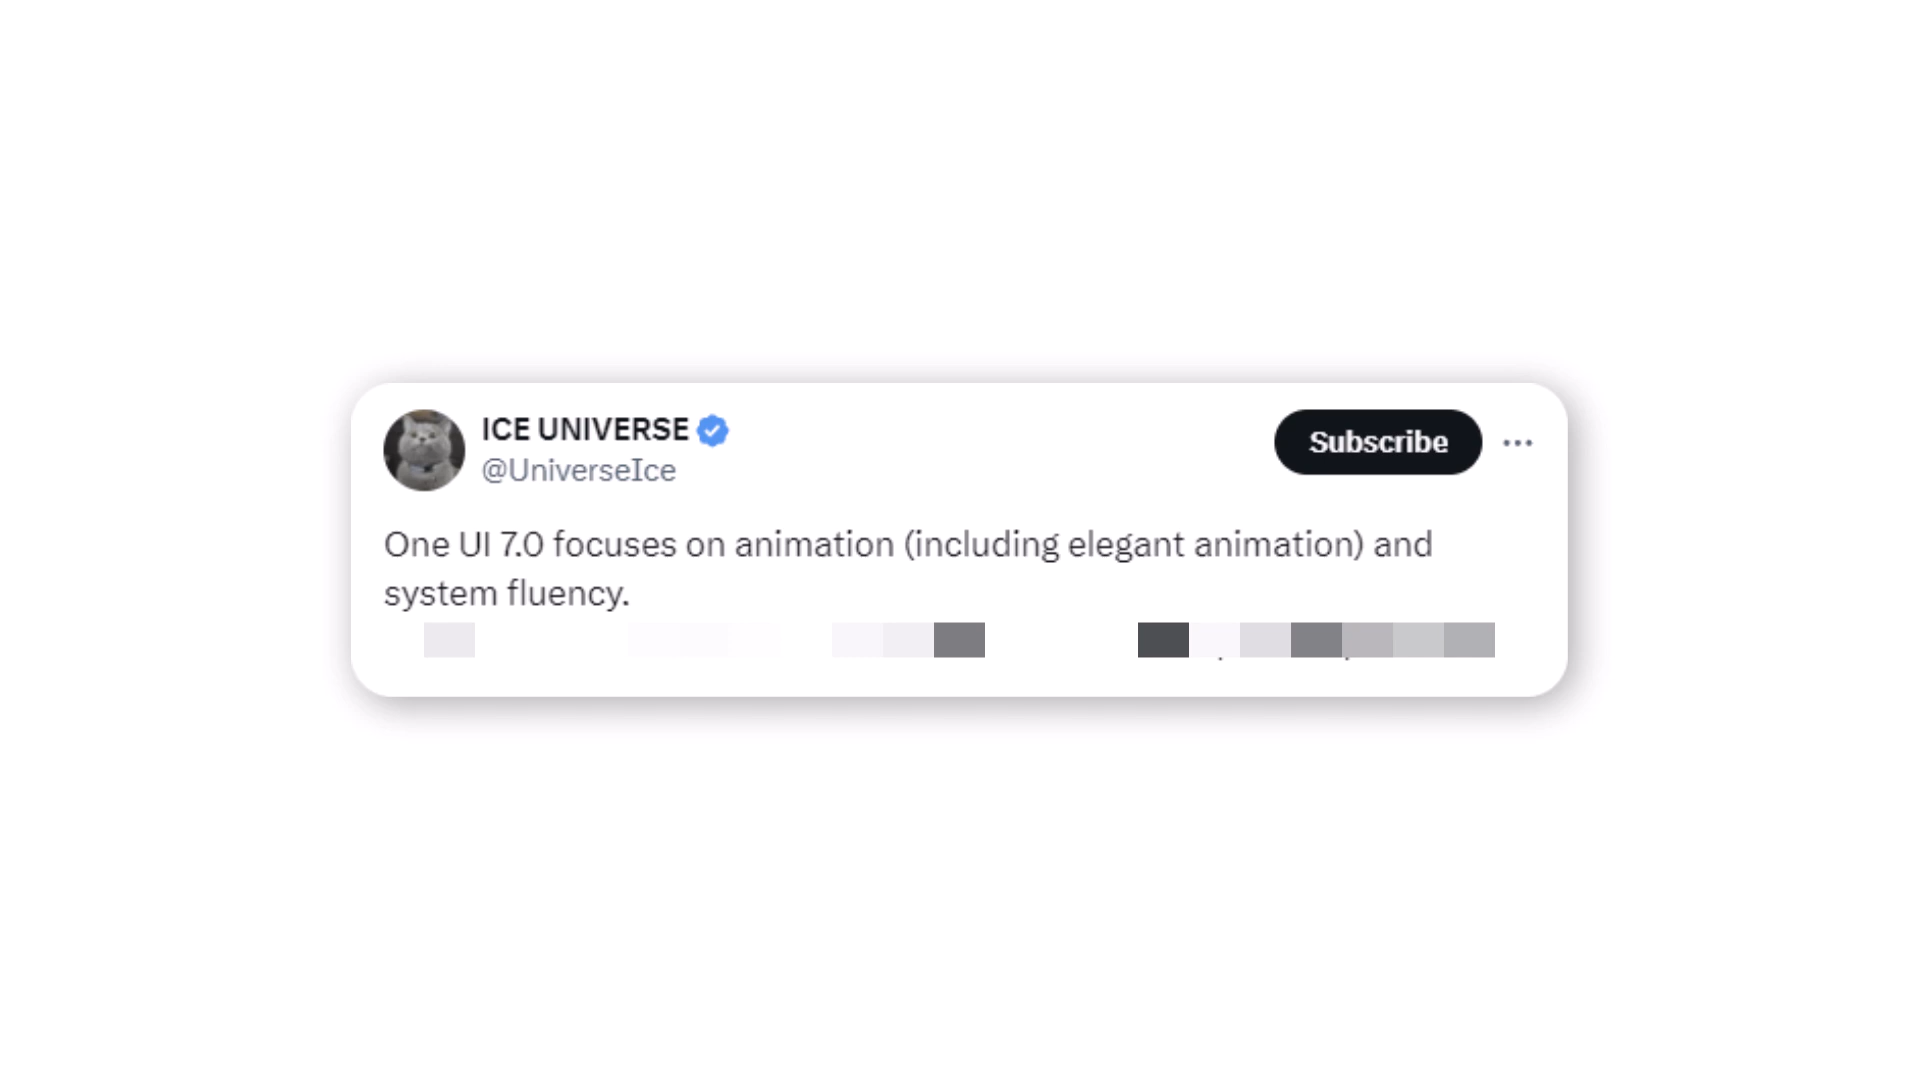 ICE UNIVERSE
@UniverseIce
Subscribe
One UI 7.0 focuses on animation (including elegant animation) and
system fluency.